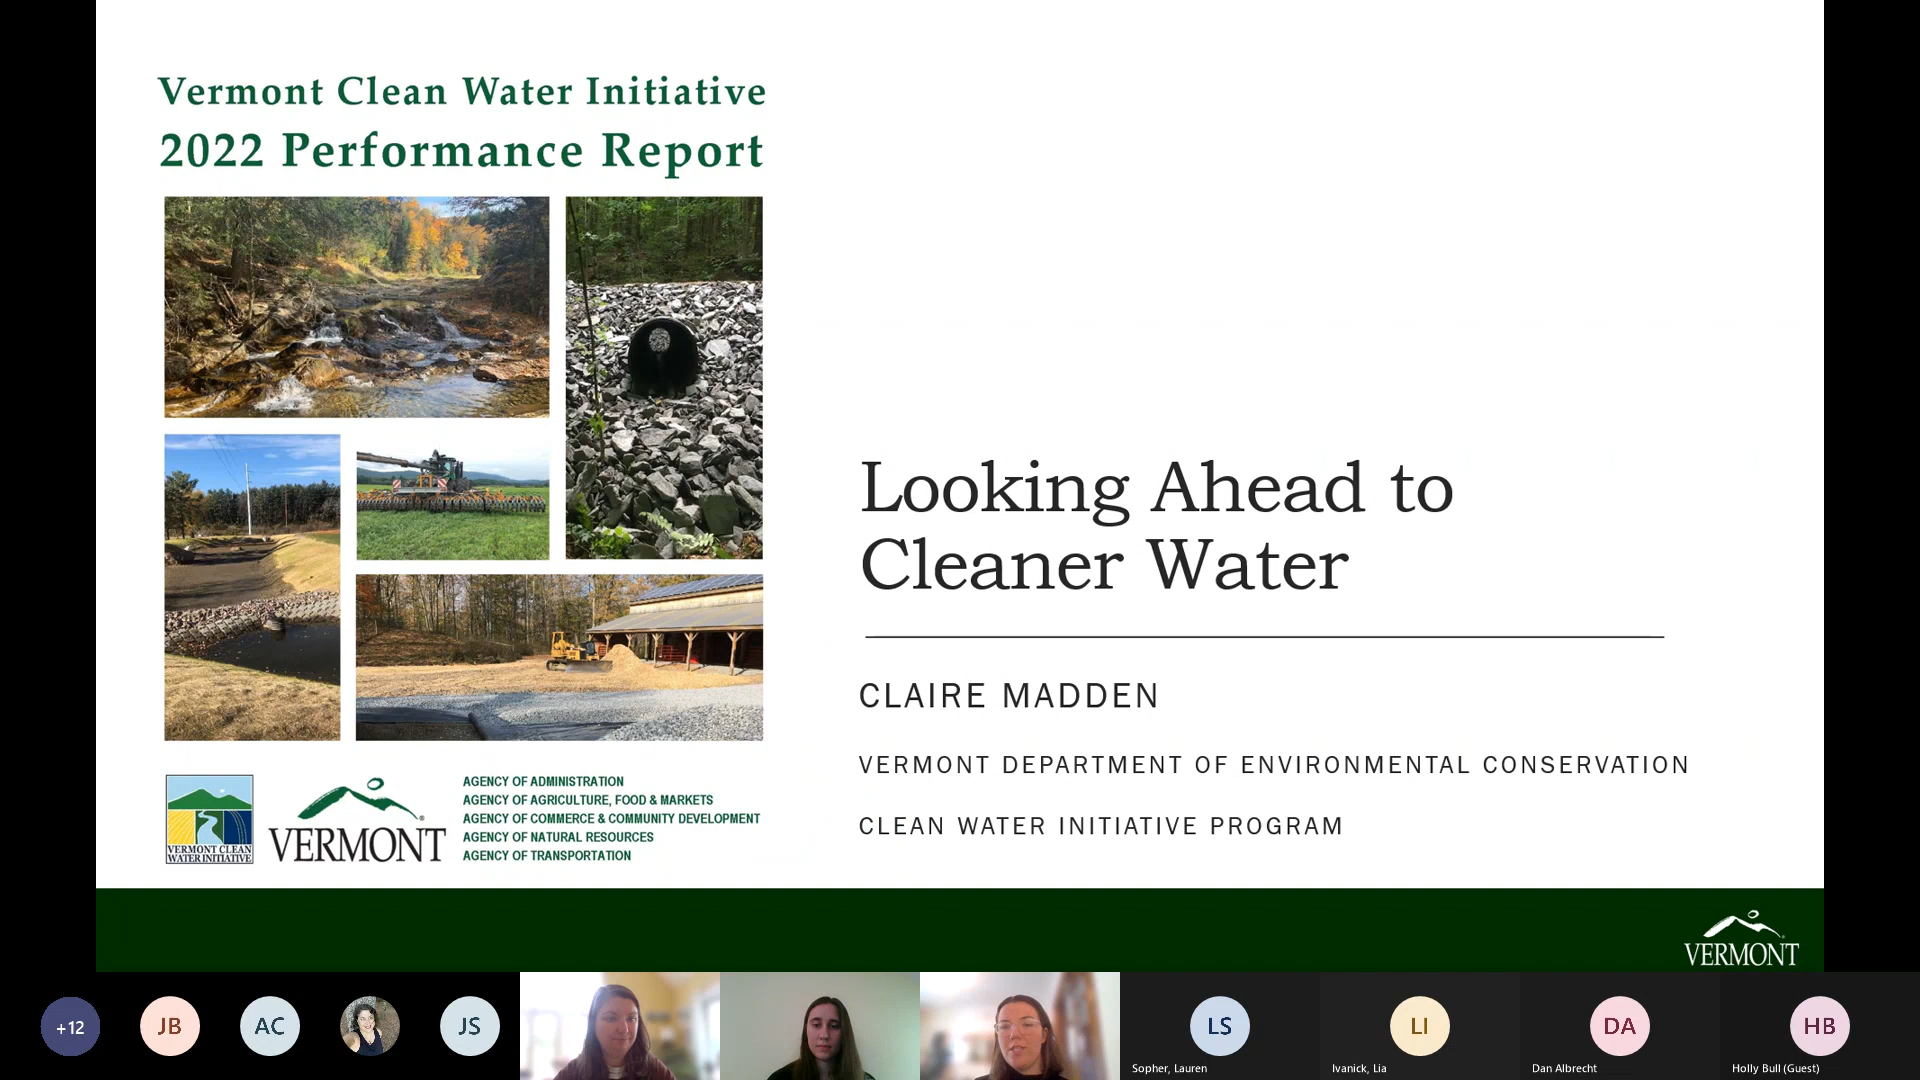 Vermont Clean Water Initiative
2022 Performance Report
Looking Ahead to
Cleaner Water
CLAIRE MADDEN
VERMONT DEPARTMENT OF ENVIRONMENTAL CONSERVATION
CLEAN WATER INITIATIVE PROGRAM
VERMONT CLEAN
WATER INITIATIVE
VERMONT
AGENCY OF ADMINISTRATION
AGENCY OF AGRICULTURE, FOOD & MARKETS
AGENCY OF COMMERCE & COMMUNITY DEVELOPMENT
AGENCY OF NATURAL RESOURCES
AGENCY OF TRANSPORTATION
VERMONT
+12
JB
AC
JS
LS
Sopher, Lauren
LI
Ivanick, Lia
DA
Dan Albrecht
HB
Holly Bull (Guest)